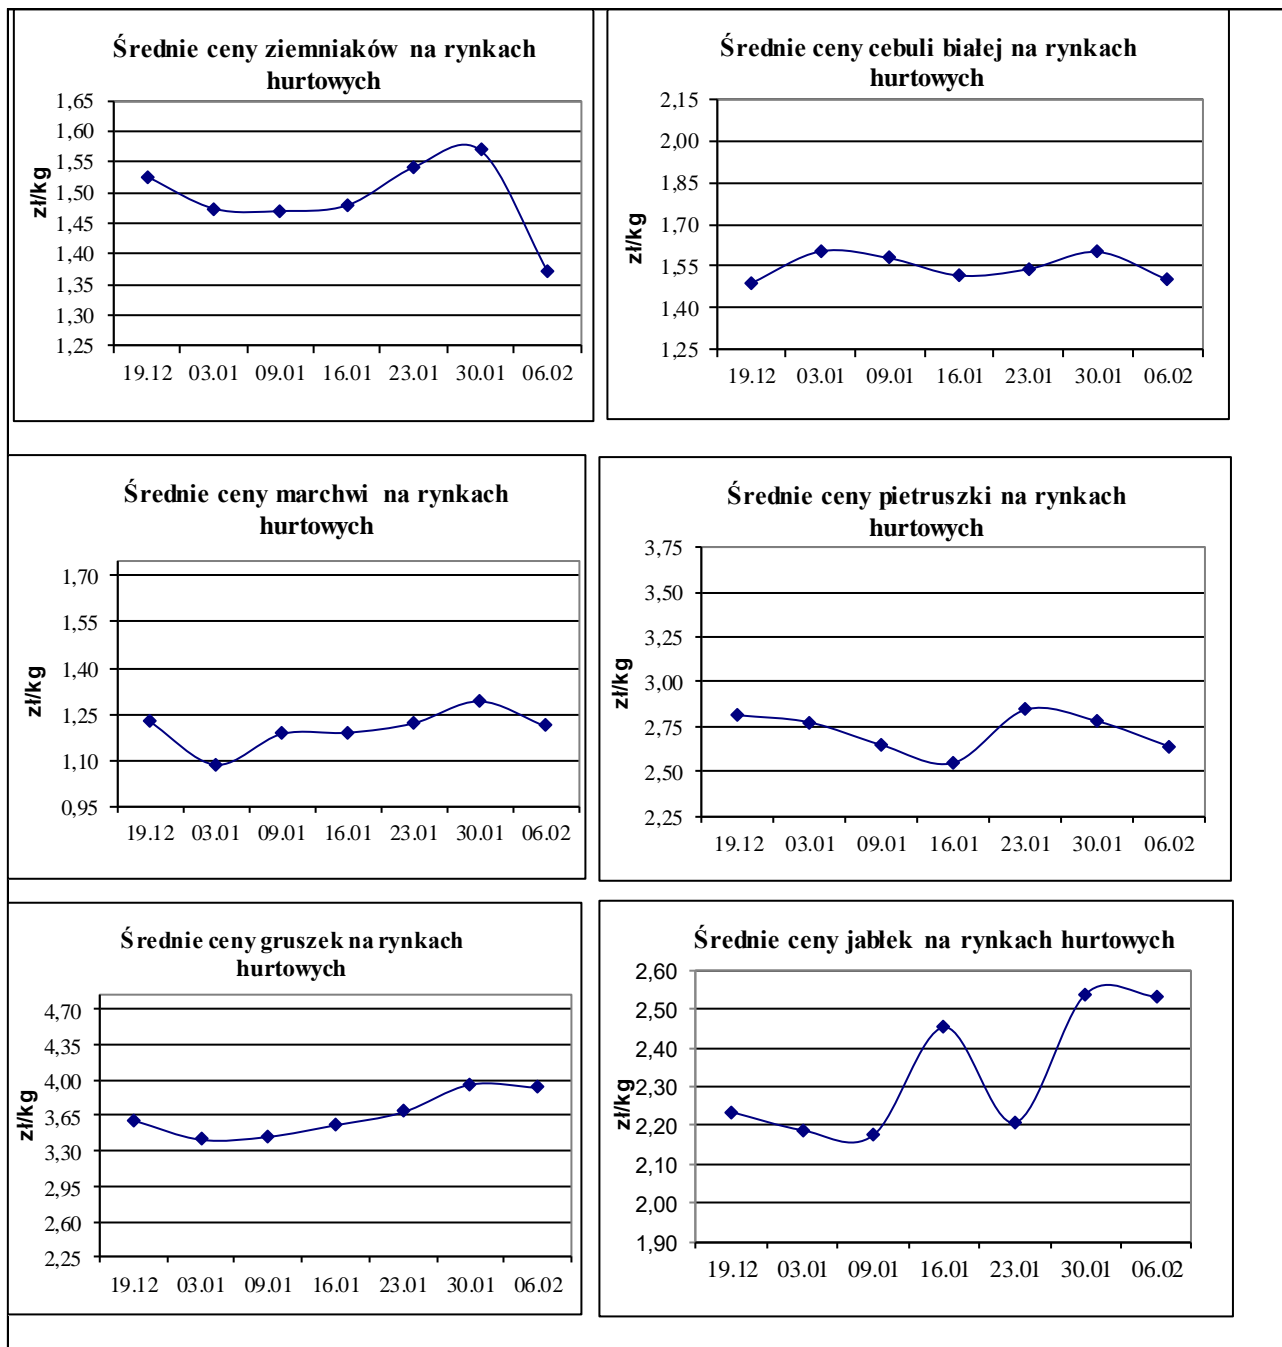 Średnie ceny ziemniaków na rynkach
hurtowych
zł/kg
1,65
1,60
1,55
1,50
1,45
1,40
1,35
1,30
1,25
19.12 03.01 09.01 16.01 23.01 30.01 06.02
Średnie ceny cebuli białej na rynkach
hurtowych
zł/kg
2,15
2,00
1,85
1,70
1,55
1,40
1,25
19.12 03.01 09.01 16.01 23.01 30.01 06.02
Średnie ceny marchwi na rynkach
hurtowych
zł/kg
1,70
1,55
1,40
1,25
1,10
0,95
19.12 03.01 09.01 16.01 23.01 30.01 06.02
Średnie ceny pietruszki na rynkach
hurtowych
zł/kg
3,75
3,50
3,25
3,00
2,75
2,50
2,25
19.12 03.01 09.01 16.01 23.01 30.01 06.02
Średnie ceny gruszek na rynkach
hurtowych
zł/kg
4,70
4,35
4,00
3,65
3,30
2,95
2,60
2,25
19.12 03.01 09.01 16.01 23.01 30.01 06.02
Średnie ceny jabłek na rynkach hurtowych
zł/kg
2,60
2,50
2,40
2,30
2,20
2,10
2,00
1,90
19.12 03.01 09.01 16.01 23.01 30.01 06.02